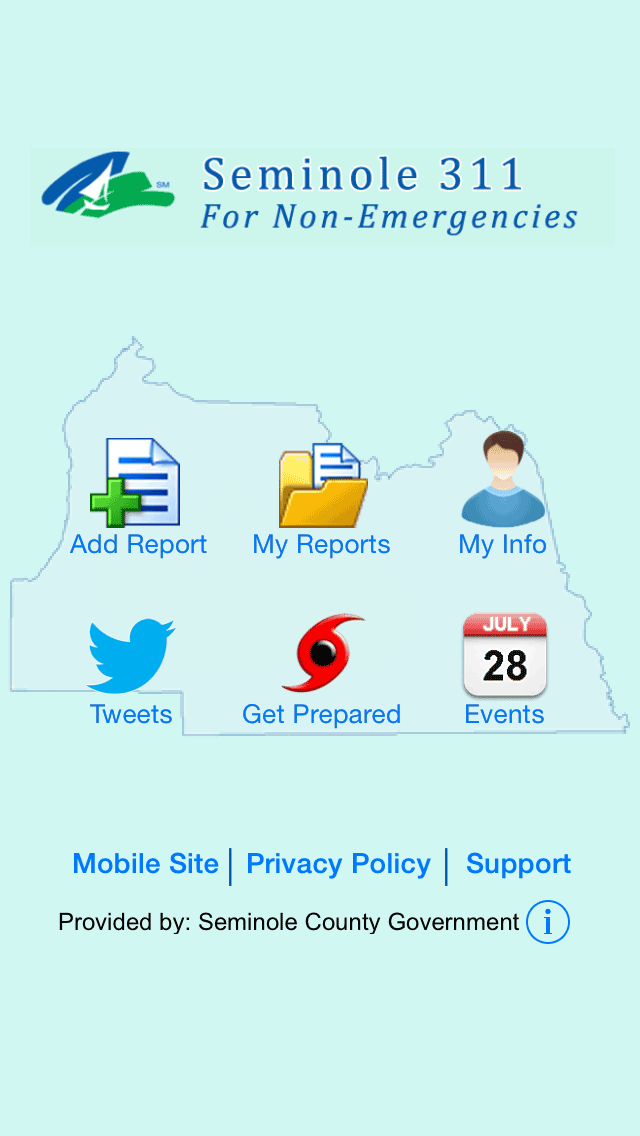 SM
Seminole 311
For Non-Emergencies
Add Report
My Reports
My Info
JULY
28
Tweets
Get Prepared
Events
Mobile Site | Privacy Policy | Support
Provided by: Seminole County Government i